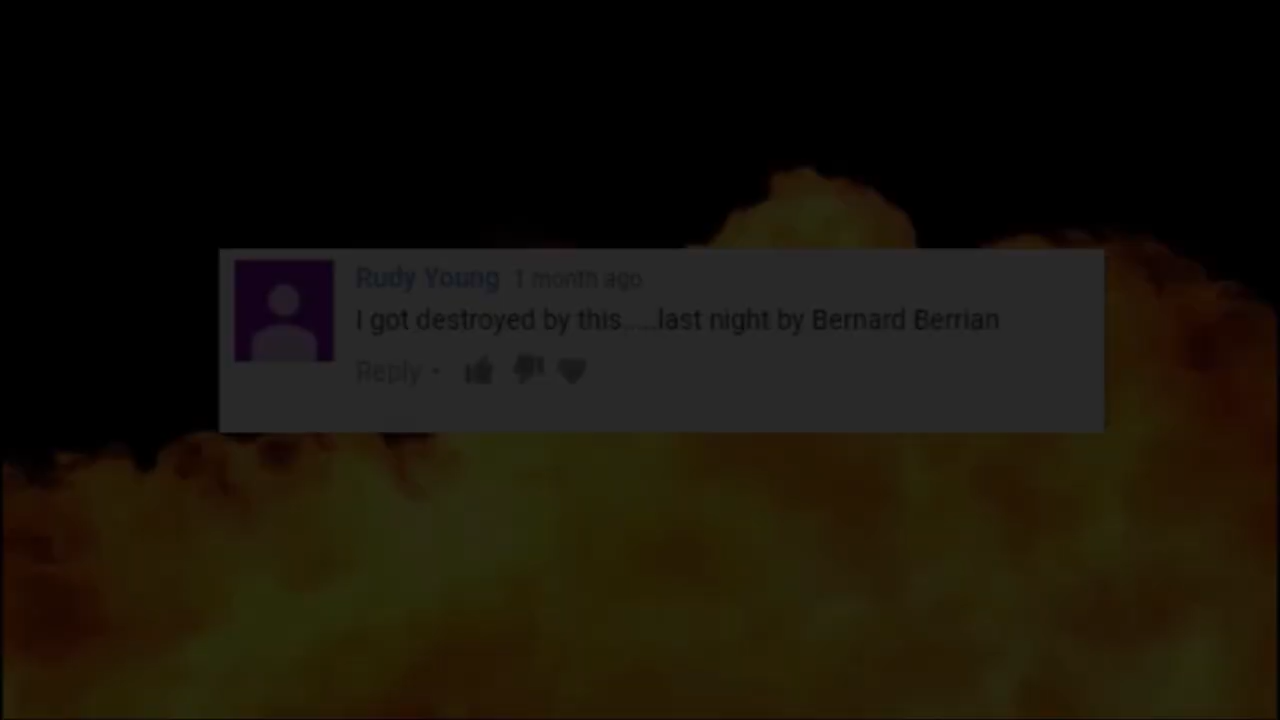 Rudy Young 1 month ago
I got destroyed by this.....last night by Bernard Berrian
Reply •